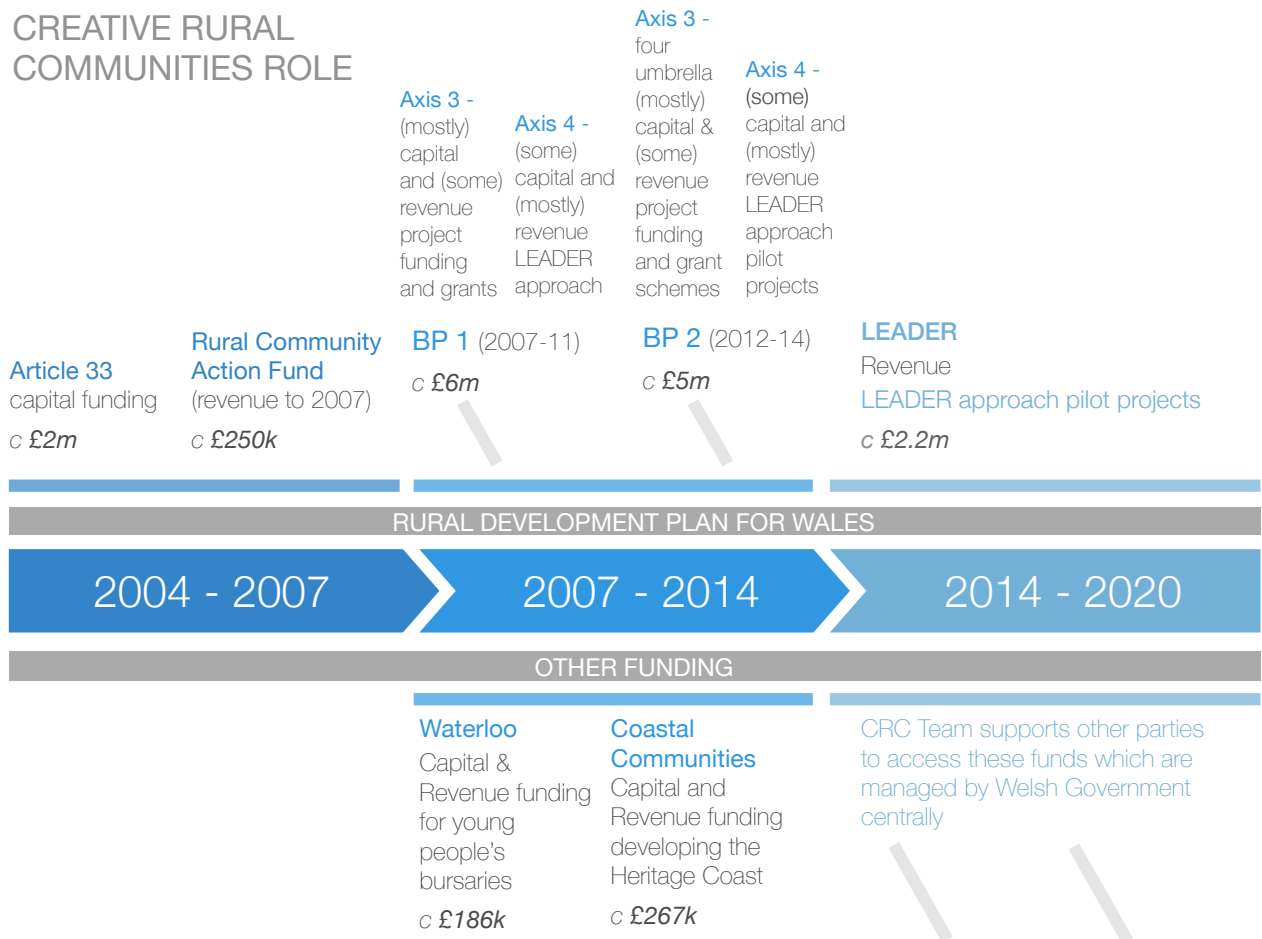 CREATIVE RURAL
COMMUNITIES ROLE
Axis 3 -
(mostly)
capital
and (some)
revenue
project
funding
and grants
Axis 4 -
(some)
capital and
(mostly)
revenue
LEADER
approach
Axis 3 -
four
umbrella
(mostly)
capital &
(some)
revenue
project
funding
and grant
schemes
Axis 4 -
(some)
capital and
(mostly)
revenue
LEADER
approach
pilot
projects
Article 33
capital funding
c £2m
Rural Community
Action Fund
(revenue to 2007)
c £250k
BP 1 (2007-11)
c £6m
BP 2 (2012-14)
c £5m
LEADER
Revenue
LEADER approach pilot projects
c £2.2m
RURAL DEVELOPMENT PLAN FOR WALES
2004 - 2007
2007 - 2014
2014 - 2020
OTHER FUNDING
Waterloo
Capital &
Revenue funding
for young
people's
bursaries
c £186k
Coastal
Communities
Capital and
Revenue funding
developing the
Heritage Coast
c £267k
CRC Team supports other parties
to access these funds which are
managed by Welsh Government
centrally